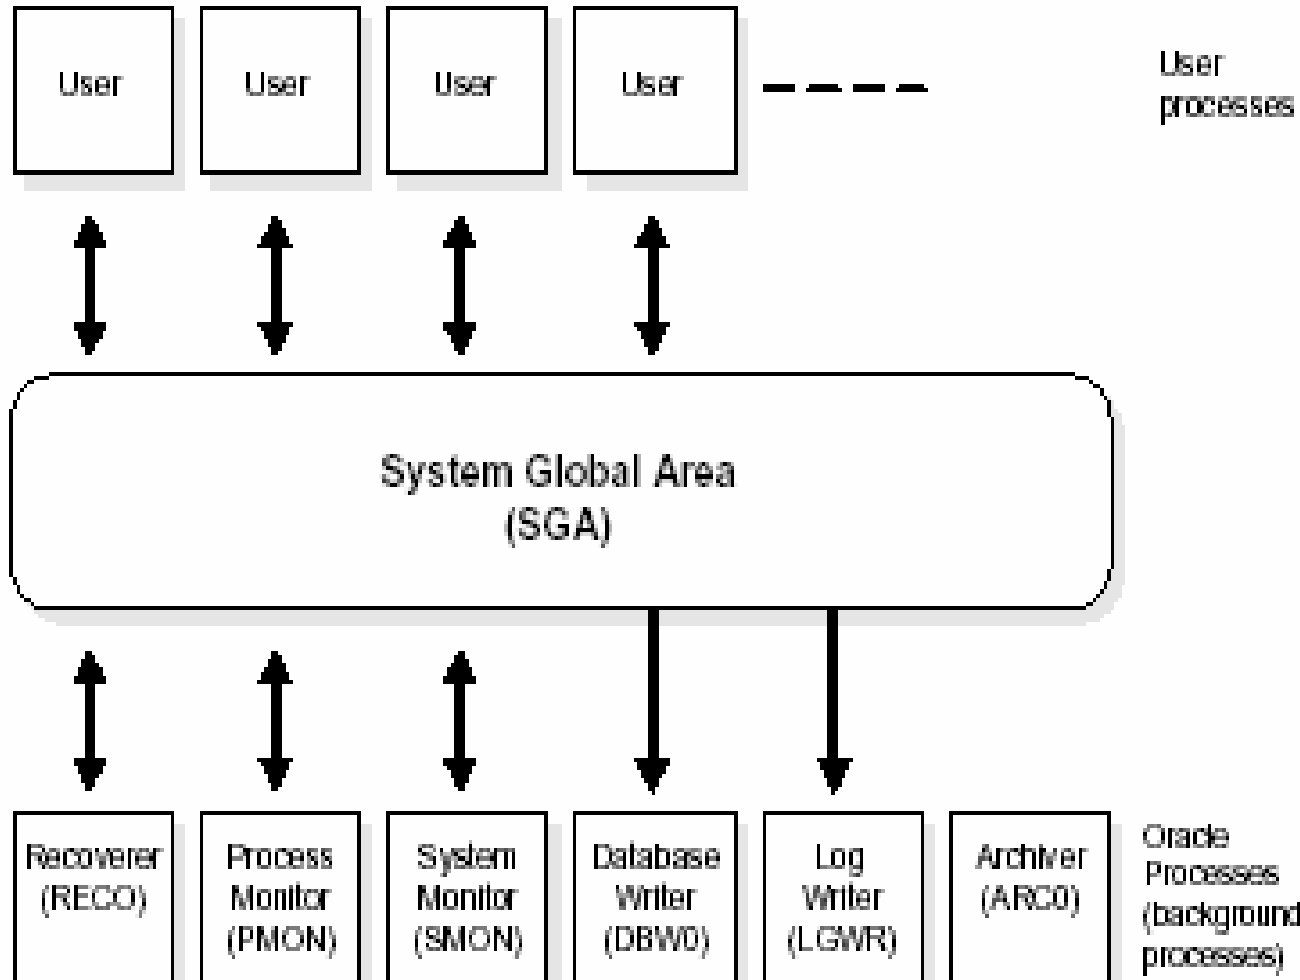 User
User
User
User
User
processes
System Global Area
(SGA)
Recoverer
(RECO)
Process
Monitor
(PMON)
System
Monitor
(SMON)
Database
Writer
(DBW0)
Log
Writer
(LGWR)
Archiver
(ARC0)
Oracle
Processes
(background
processes)